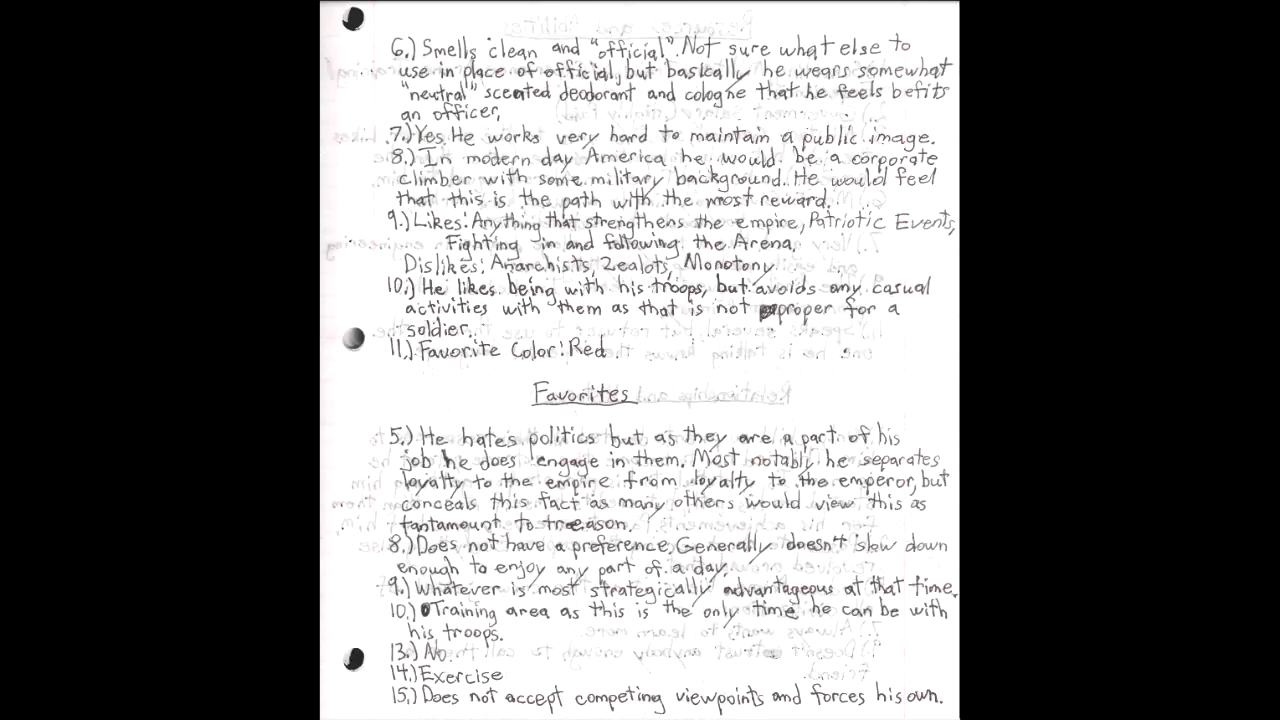 6.) Smells clean and "official". Not sure what else to
use in place of official, but basically he wears somewhat
"neutral" scented deodorant and cologne that he feels befits
an officer.
7.) Yes. He works very hard to maintain a public image.
8.) In modern day America he would be a corporate
climber with some military background. He would feel
that this is the path with the most reward.
9.) Likes: Anything that strengthens the empire, Patriotic Events,
Fighting in and following the Arena.
Dislikes: Anarchists, Zealots, Monotony
10.) He likes being with his troops, but avoids any casual
activities with them as that is not proper for a
soldier.
11.) Favorite Color: Red
Favorites
5.) He hates politics but as they are a part of his
job he does engage in them. Most notably he separates
loyalty to the empire from loyalty to the emperor, but
conceals this fact as many others would view this as
tantamount to treason.
8.) Does not have a preference. Generally doesn't slow down
enough to enjoy any part of a day.
9.) Whatever is most strategically advantageous at that time.
10.) Training area as this is the only time he can be with
his troops.
13.) No.
14.) Exercise
15.) Does not accept competing viewpoints and forces his own.